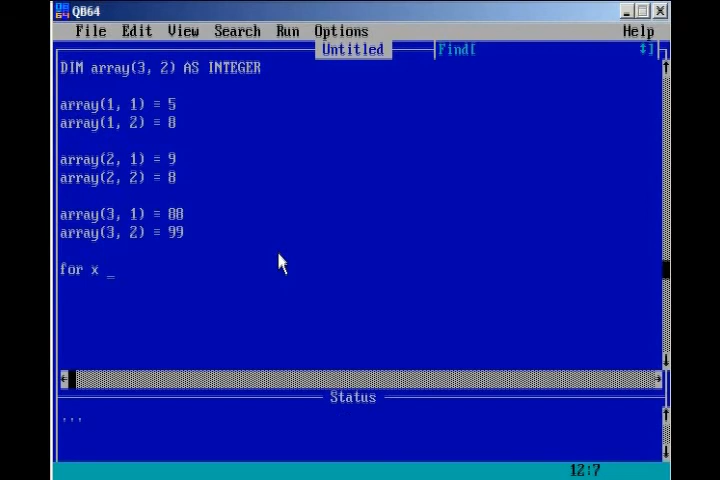 QB64
File Edit View Search Run Options Help
Untitled Find[ ↕]
DIM array(3, 2) AS INTEGER
array(1, 1) = 5
array(1, 2) = 8
array(2, 1) = 9
array(2, 2) = 8
array(3, 1) = 88
array(3, 2) = 99
for x _
Status
...
12:7